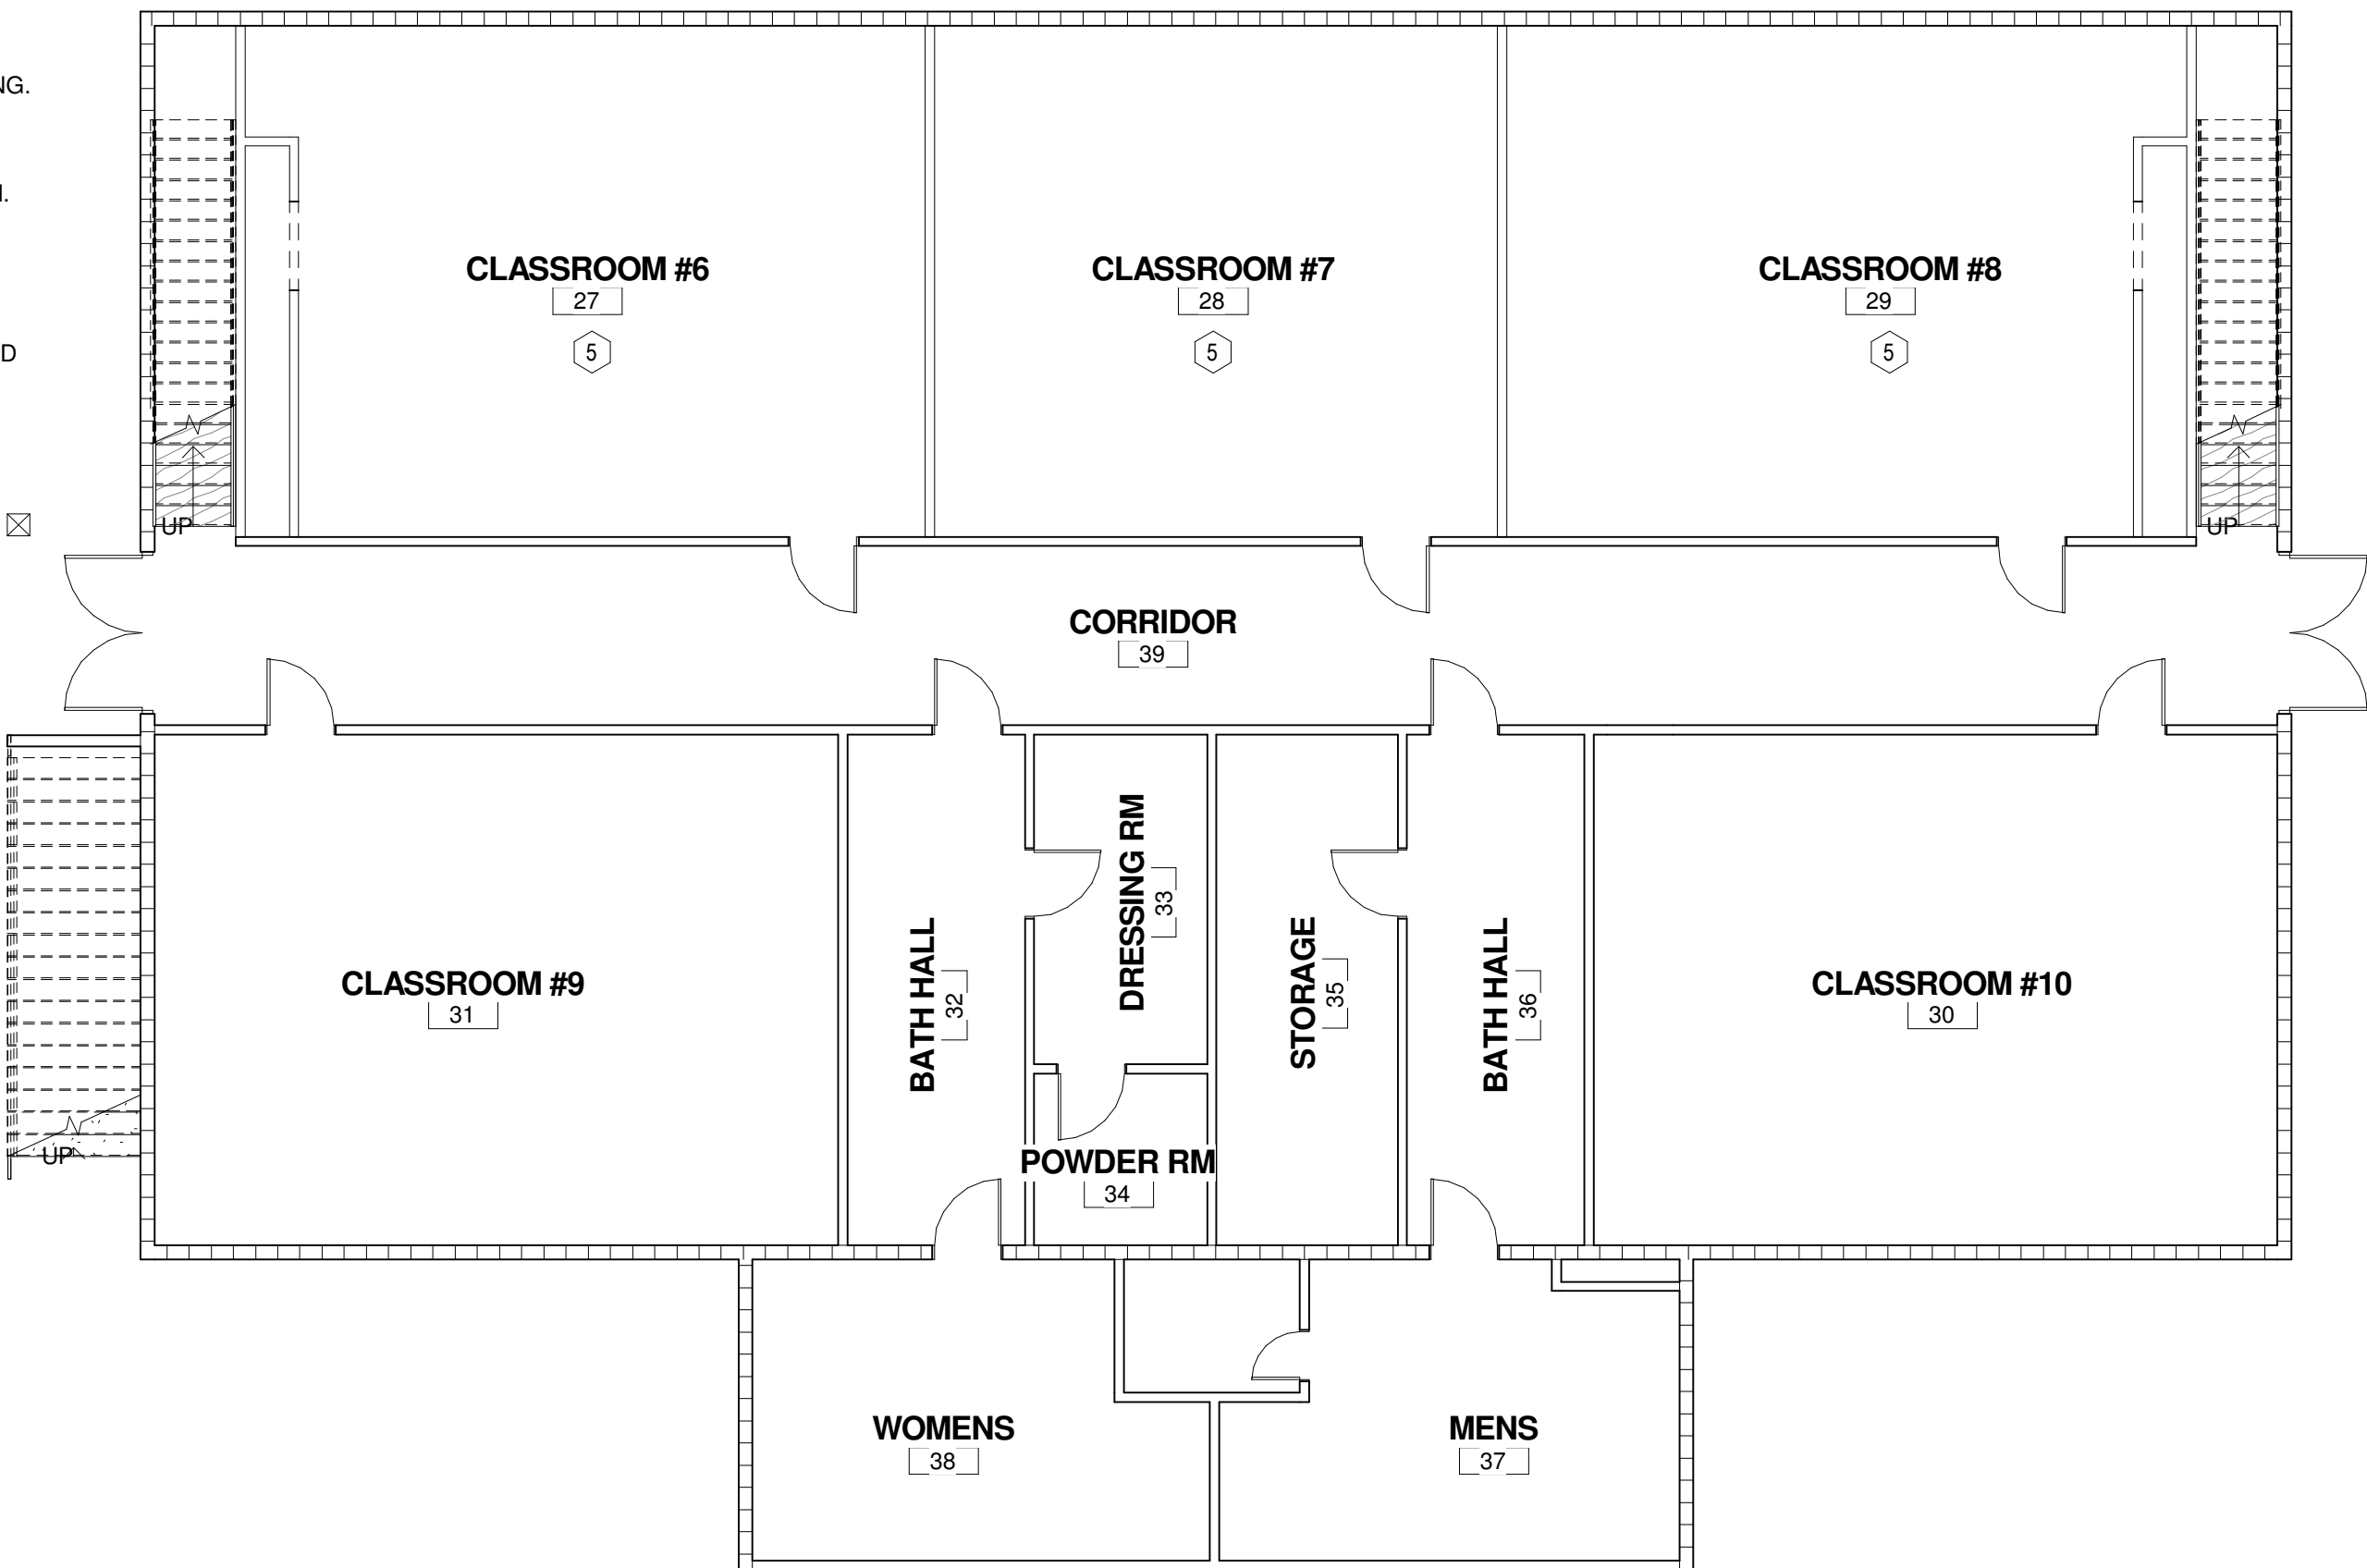 NG.
D
CLASSROOM #6
27
5
CLASSROOM #7
28
5
CLASSROOM #8
29
5
UP
UP
CORRIDOR
39
CLASSROOM #9
31
BATH HALL
32
DRESSING RM
33
STORAGE
35
BATH HALL
36
CLASSROOM #10
30
UP
POWDER RM
34
WOMENS
38
MENS
37